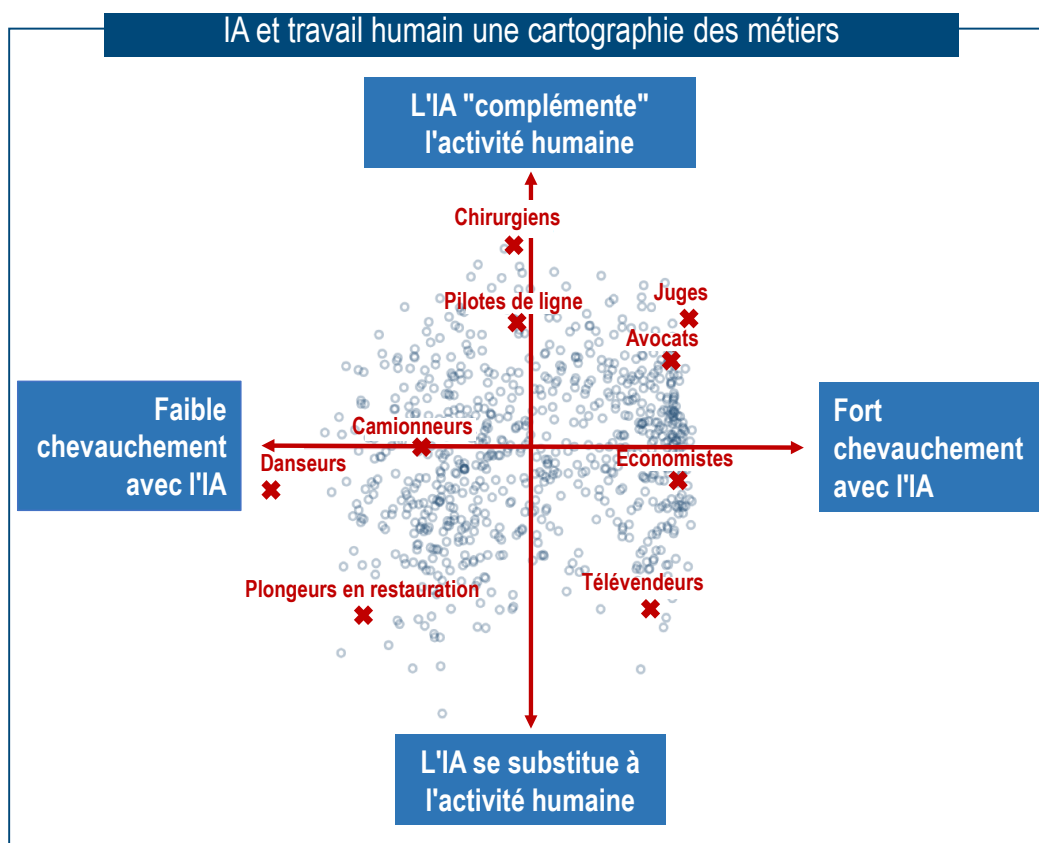 IA et travail humain une cartographie des métiers
L'IA "complémente"
l'activité humaine
Chirurgiens
Pilotes de ligne
Juges
Avocats
Faible
chevauchement
avec l'IA
Camionneurs
Danseurs
Economistes
Fort
chevauchement
avec l'IA
Plongeurs en restauration
Télévendeurs
L'IA se substitue à
l'activité humaine